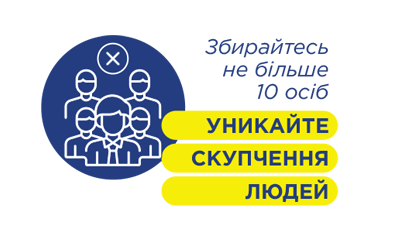 Збирайтесь
не більше
10 осіб
УНИКАЙТЕ
СКУПЧЕННЯ
ЛЮДЕЙ